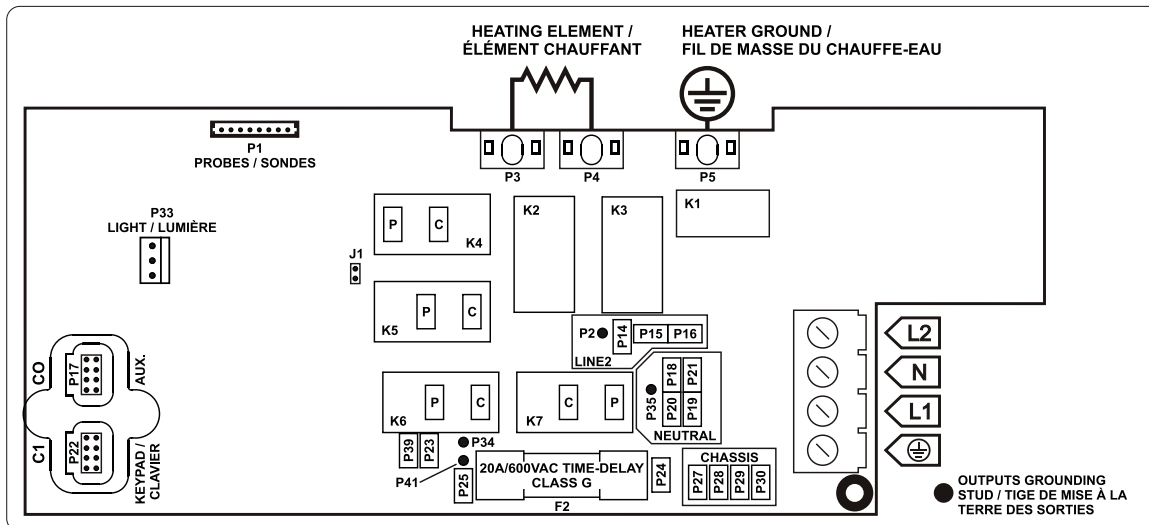 HEATING ELEMENT /
ÉLÉMENT CHAUFFANT
HEATER GROUND /
FIL DE MASSE DU CHAUFFE-EAU
P1
PROBES / SONDES
P3
P4
P5
P33
LIGHT / LUMIÈRE
P
C
K4
K2
K3
K1
J1
P
C
K5
P2
P14
P15
P16
LINE2
L2
N
L1
CO
P17
AUX.
C1
P22
KEYPAD /
CLAVIER
P
C
K6
C
P
K7
P35
P18
P21
P20
P19
NEUTRAL
P39
P23
P34
P41
P25
20A/600VAC TIME-DELAY
CLASS G
F2
P24
CHASSIS
P27
P28
P29
P30
OUTPUTS GROUNDING
STUD / TIGE DE MISE À LA
TERRE DES SORTIES